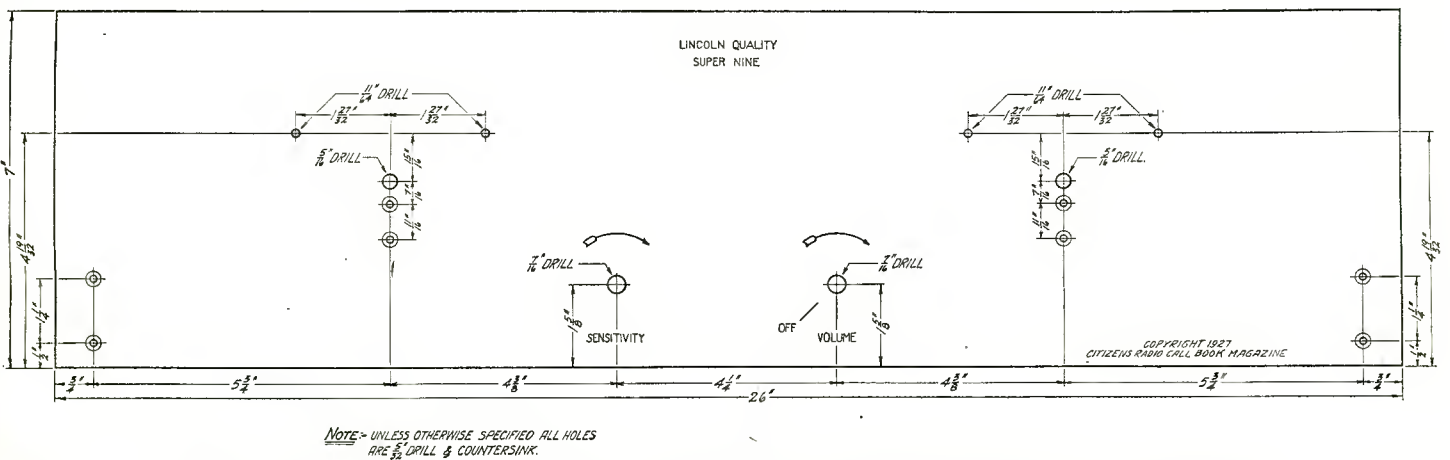 LINCOLN QUALITY
SUPER NINE
11/64" DRILL
11/64" DRILL
1 27/32"
1 27/32"
1 27/32"
1 27/32"
7"
5/16" DRILL
15/16"
15/16"
5/16" DRILL.
7/16"
7/16"
11/16"
11/16"
4 19/32"
4 19/32"
7/16" DRILL
7/16" DRILL
1 1/4"
1 1/4"
1 5/8"
1 5/8"
OFF
SENSITIVITY
VOLUME
1/2"
1/2"
COPYRIGHT 1927
CITIZENS RADIO CALL BOOK MAGAZINE
3/4" 5 3/4" 4 3/8" 4 1/4" 4 3/8" 5 3/4" 3/4"
26"
NOTE:- UNLESS OTHERWISE SPECIFIED ALL HOLES
ARE 5/32" DRILL & COUNTERSINK.